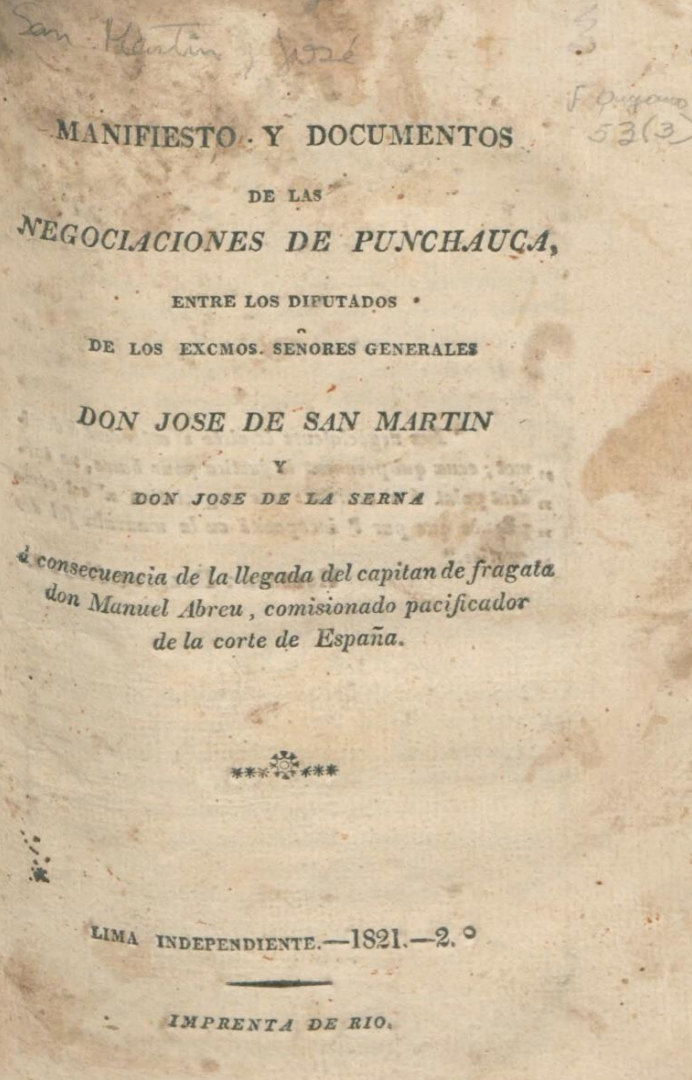 San Martin, José
53(3)
MANIFIESTO Y DOCUMENTOS
DE LAS
NEGOCIACIONES DE PUNCHAUCA,
ENTRE LOS DIPUTADOS
DE LOS EXCMOS. SEÑORES GENERALES
DON JOSE DE SAN MARTIN
Y
DON JOSE DE LA SERNA
á consecuencia de la llegada del capitan de fragata
don Manuel Abreu, comisionado pacificador
de la corte de España.
LIMA INDEPENDIENTE.—1821.—2.º
IMPRENTA DE RIO.